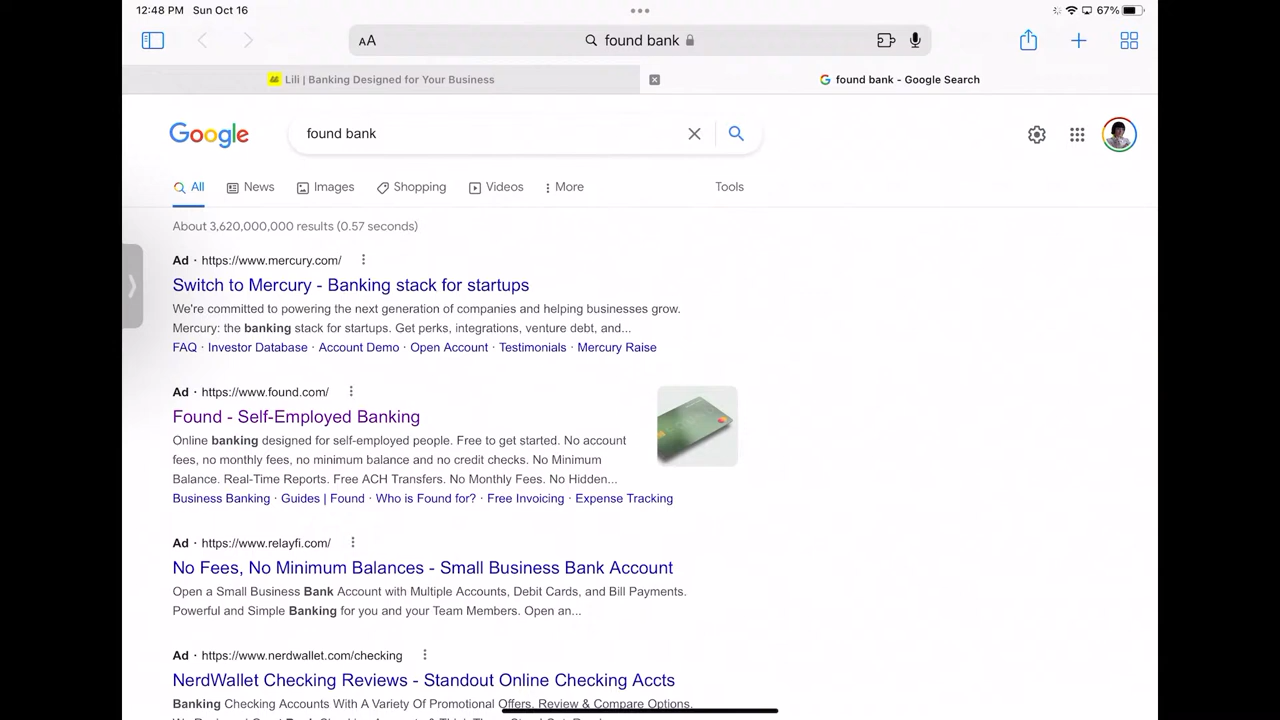 12:48 PM Sun Oct 16
67%
AA
found bank
Lili | Banking Designed for Your Business
found bank - Google Search
Google
found bank
All
News
Images
Shopping
Videos
More
Tools
About 3,620,000,000 results (0.57 seconds)
Ad · https://www.mercury.com/
Switch to Mercury - Banking stack for startups
We're committed to powering the next generation of companies and helping businesses grow.
Mercury: the banking stack for startups. Get perks, integrations, venture debt, and...
FAQ · Investor Database · Account Demo · Open Account · Testimonials · Mercury Raise
Ad · https://www.found.com/
Found - Self-Employed Banking
Online banking designed for self-employed people. Free to get started. No account
fees, no monthly fees, no minimum balance and no credit checks. No Minimum
Balance. Real-Time Reports. Free ACH Transfers. No Monthly Fees. No Hidden...
Business Banking · Guides | Found · Who is Found for? · Free Invoicing · Expense Tracking
Ad · https://www.relayfi.com/
No Fees, No Minimum Balances - Small Business Bank Account
Open a Small Business Bank Account with Multiple Accounts, Debit Cards, and Bill Payments.
Powerful and Simple Banking for you and your Team Members. Open an...
Ad · https://www.nerdwallet.com/checking
NerdWallet Checking Reviews - Standout Online Checking Accts
Banking Checking Accounts With A Variety Of Promotional Offers. Review & Compare Options.